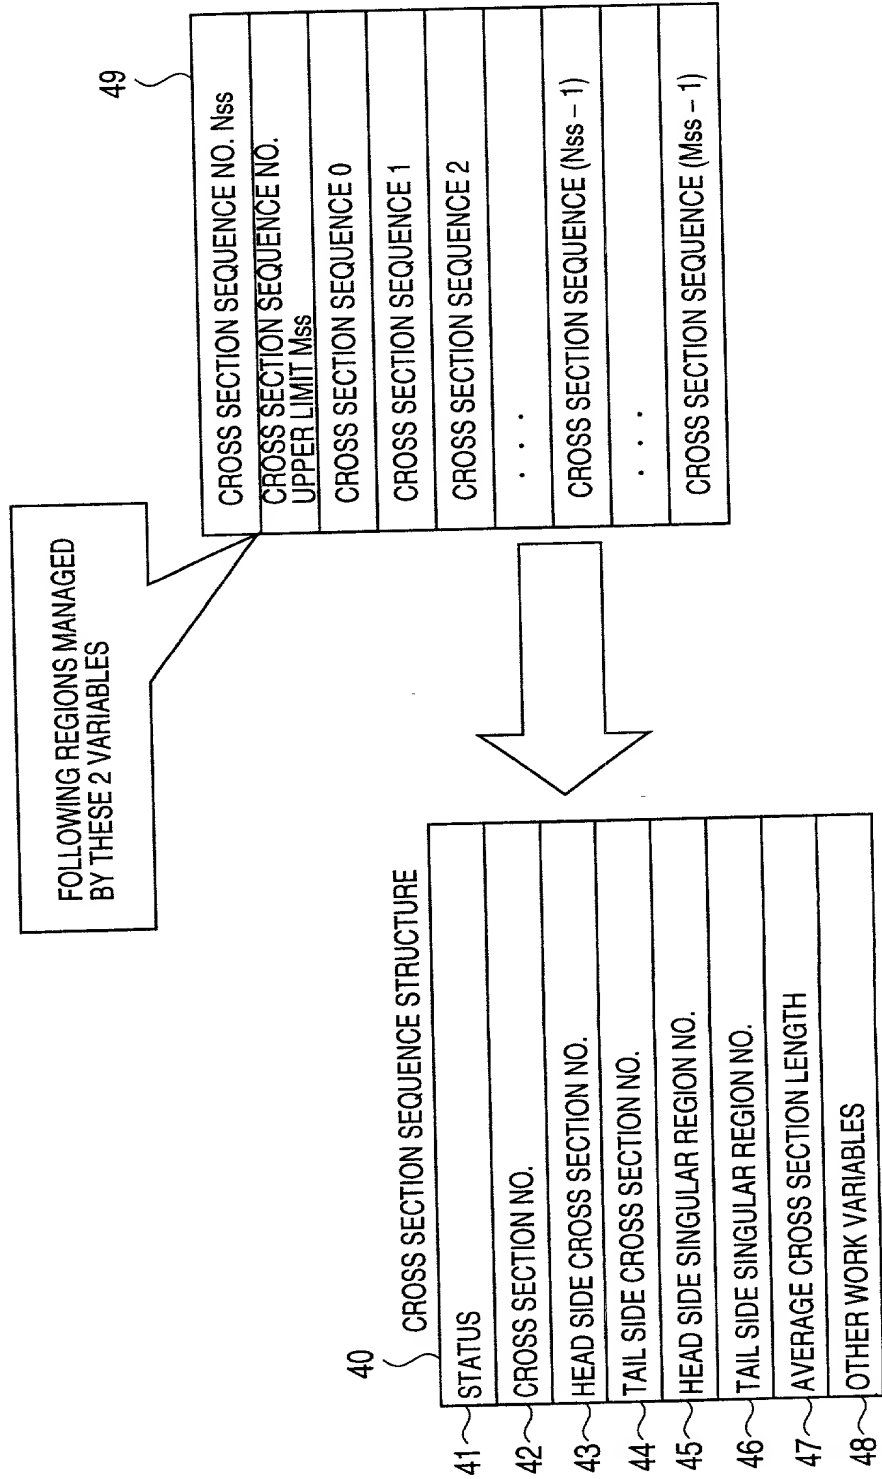 FOLLOWING REGIONS MANAGED
BY THESE 2 VARIABLES
49
CROSS SECTION SEQUENCE NO. Nss
CROSS SECTION SEQUENCE NO.
UPPER LIMIT Mss
CROSS SECTION SEQUENCE 0
CROSS SECTION SEQUENCE 1
CROSS SECTION SEQUENCE 2
. . .
CROSS SECTION SEQUENCE (Nss – 1)
. . .
CROSS SECTION SEQUENCE (Mss – 1)
40
CROSS SECTION SEQUENCE STRUCTURE
41 STATUS
42 CROSS SECTION NO.
43 HEAD SIDE CROSS SECTION NO.
44 TAIL SIDE CROSS SECTION NO.
45 HEAD SIDE SINGULAR REGION NO.
46 TAIL SIDE SINGULAR REGION NO.
47 AVERAGE CROSS SECTION LENGTH
48 OTHER WORK VARIABLES